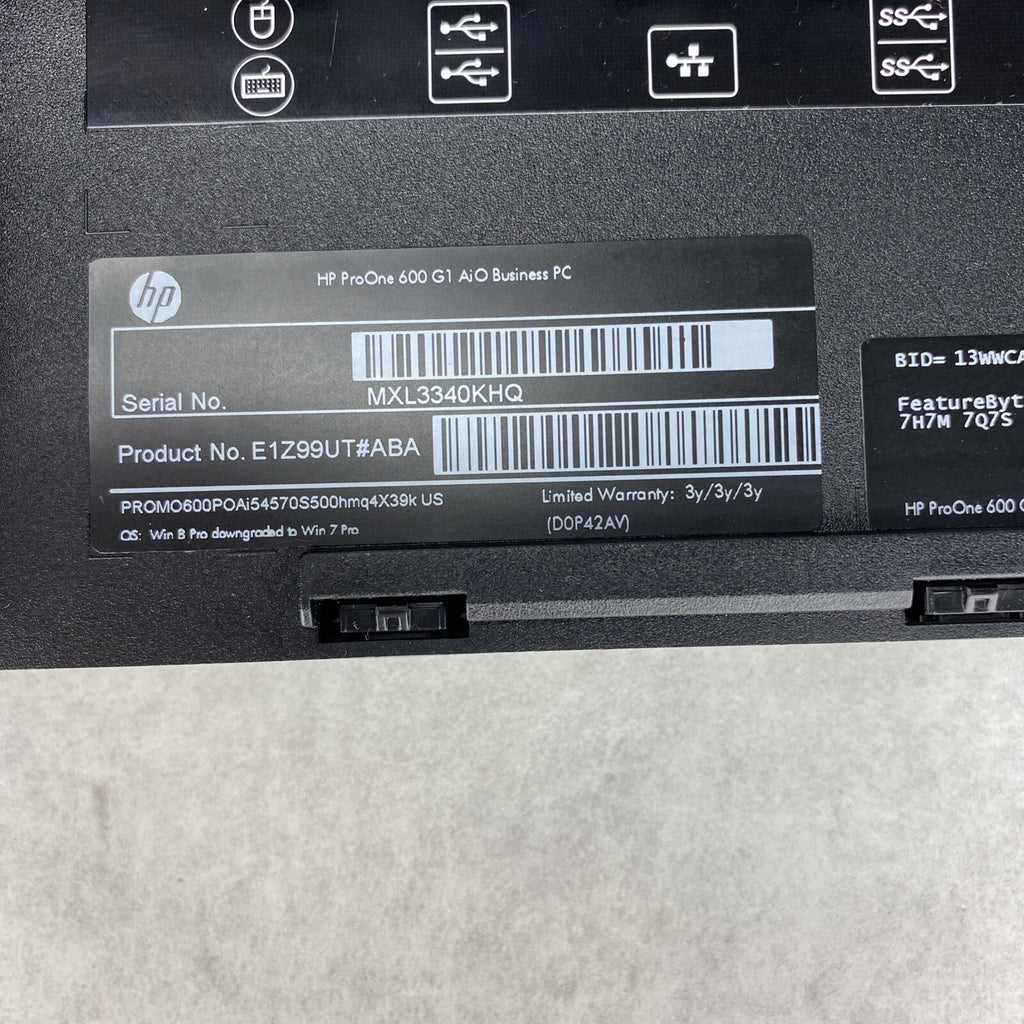 SS
SS
hp
HP ProOne 600 G1 AiO Business PC
Serial No.
MXL3340KHQ
Product No. E1Z99UT#ABA
PROMO600POAi54570S500hmq4X39k US
Limited Warranty: 3y/3y/3y
OS: Win 8 Pro downgraded to Win 7 Pro
(D0P42AV)
BID= 13WWCA
FeatureByt
7H7M 7Q7S
HP ProOne 600 G